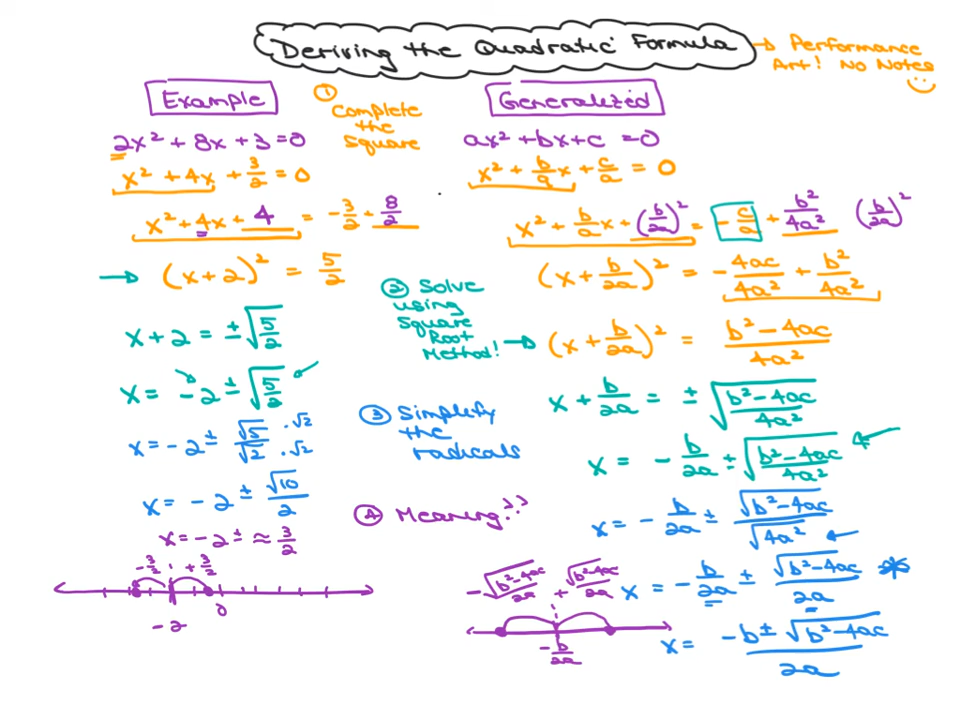 Deriving the Quadratic Formula
→ Performance
Art! No Notes
Example
2x² + 8x + 3 = 0
x² + 4x + 3/2 = 0
x² + 4x + 4 = -3/2 + 8/2
→ (x + 2)² = 5/2
x + 2 = ± √(5/2)
x = -2 ± √(5/2)
x = -2 ± √5/√2 · √2/√2
x = -2 ± √10/2
x = -2 ± ≈ 3/2
-3/2 + 3/2
0
-2
① Complete
the
Square
② Solve
using
Square
Root
Method! →
③ Simplify
the
radicals
④ Meaning??
Generalized
ax² + bx + c = 0
x² + b/a x + c/a = 0
x² + b/a x + (b/2a)² = -c/a + b²/4a² (b/2a)²
(x + b/2a)² = -4ac/4a² + b²/4a²
(x + b/2a)² = b² - 4ac/4a²
x + b/2a = ± √(b² - 4ac/4a²)
x = -b/2a ± √(b² - 4ac/4a²)
x = -b/2a ± √(b² - 4ac)/√(4a²)
x = -b/2a ± √(b² - 4ac)/2a *
x = -b ± √(b² - 4ac)/2a
-√(b² - 4ac)/2a + √(b² - 4ac)/2a
-b/2a